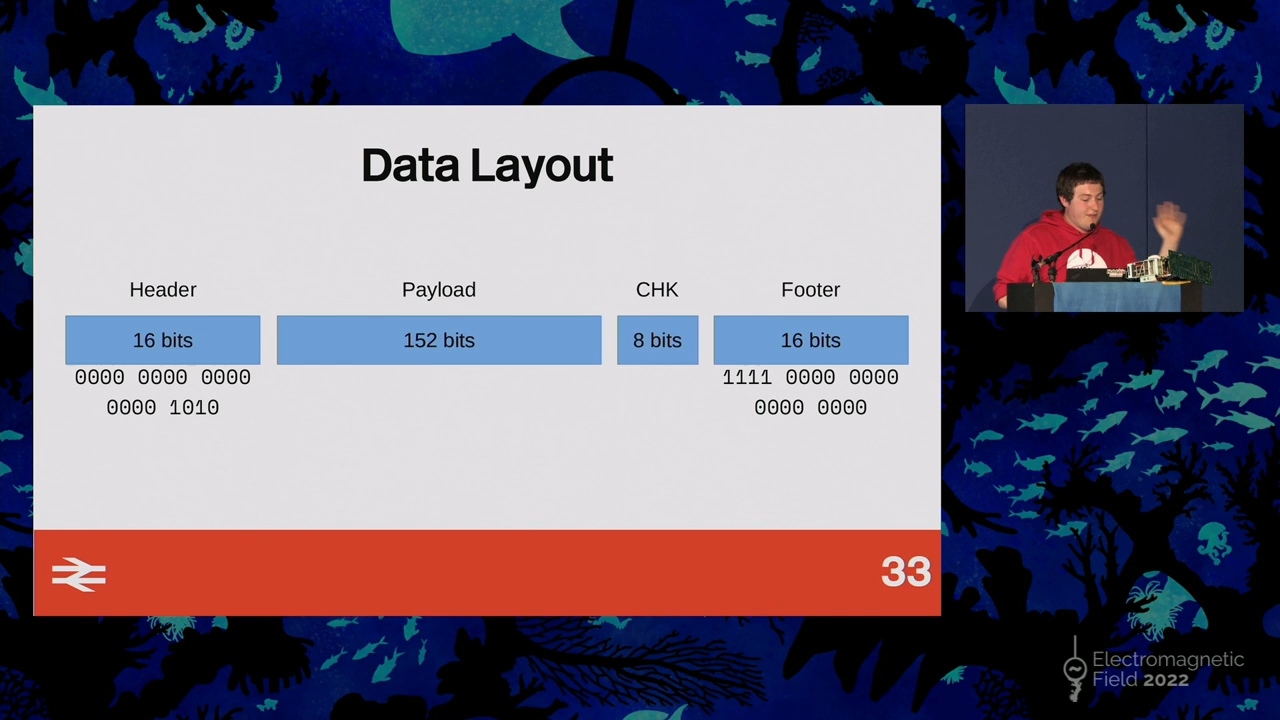 Data Layout
Header Payload CHK Footer
16 bits 152 bits 8 bits 16 bits
0000 0000 0000 1111 0000 0000
0000 1010 0000 0000
33
Electromagnetic
Field 2022